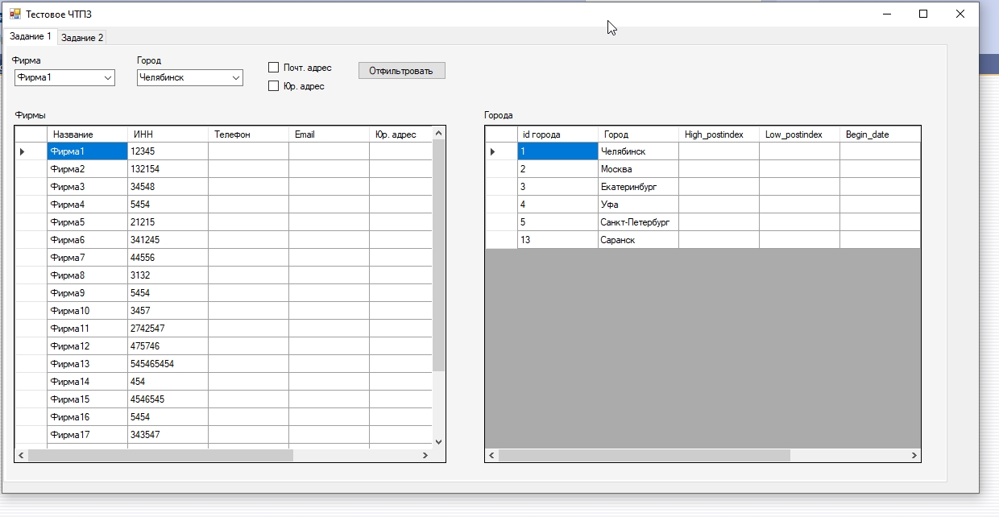 Тестовое ЧТПЗ
Задание 1 Задание 2
Фирма Город
Фирма1 Челябинск
Почт. адрес
Юр. адрес
Отфильтровать
Фирмы
Название ИНН Телефон Email Юр. адрес
Фирма1 12345
Фирма2 132154
Фирма3 34548
Фирма4 5454
Фирма5 21215
Фирма6 341245
Фирма7 44556
Фирма8 3132
Фирма9 5454
Фирма10 3457
Фирма11 2742547
Фирма12 475746
Фирма13 545465454
Фирма14 454
Фирма15 4546545
Фирма16 5454
Фирма17 343547
Города
id города Город High_postindex Low_postindex Begin_date
1 Челябинск
2 Москва
3 Екатеринбург
4 Уфа
5 Санкт-Петербург
13 Саранск